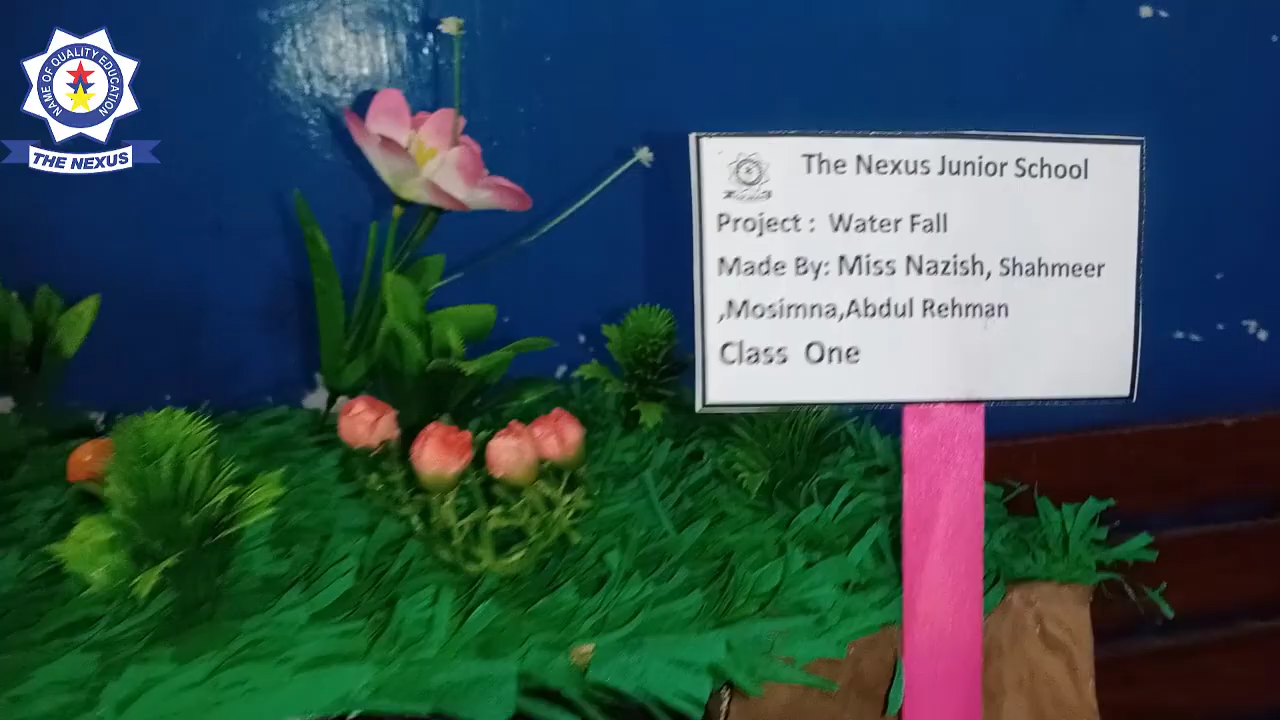 NAME OF QUALITY EDUCATION
THE NEXUS
The Nexus Junior School
Project : Water Fall
Made By: Miss Nazish, Shahmeer
,Mosimna,Abdul Rehman
Class One